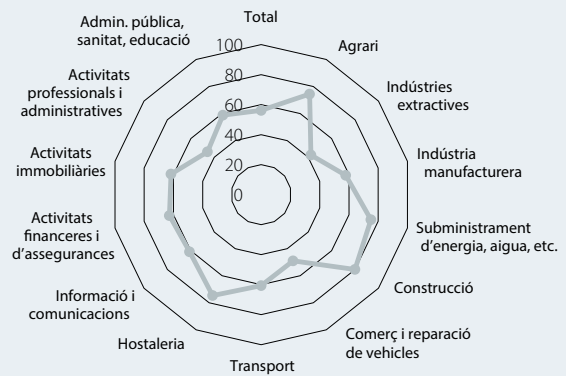 Total
Agrari
Indústries
extractives
Indústria
manufacturera
Subministrament
d'energia, aigua, etc.
Construcció
Comerç i reparació
de vehicles
Transport
Hostaleria
Informació i
comunicacions
Activitats
financeres i
d'assegurances
Activitats
immobiliàries
Activitats
professionals i
administratives
Admin. pública,
sanitat, educació
100
80
60
40
20
0